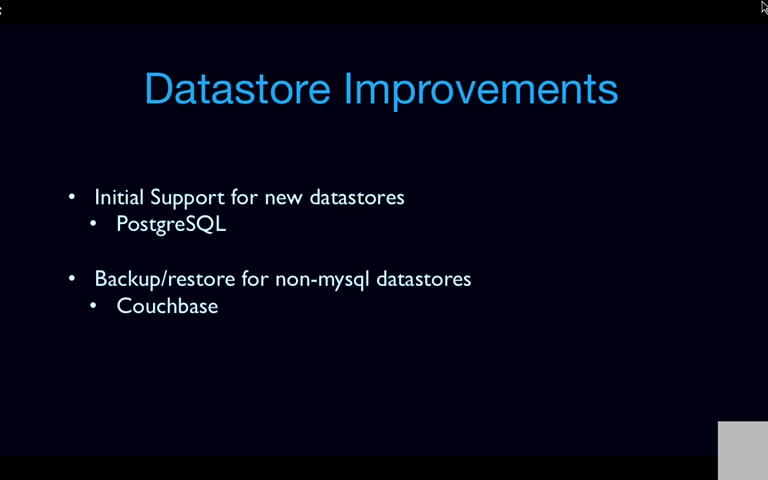 Datastore Improvements
• Initial Support for new datastores
• PostgreSQL
• Backup/restore for non-mysql datastores
• Couchbase